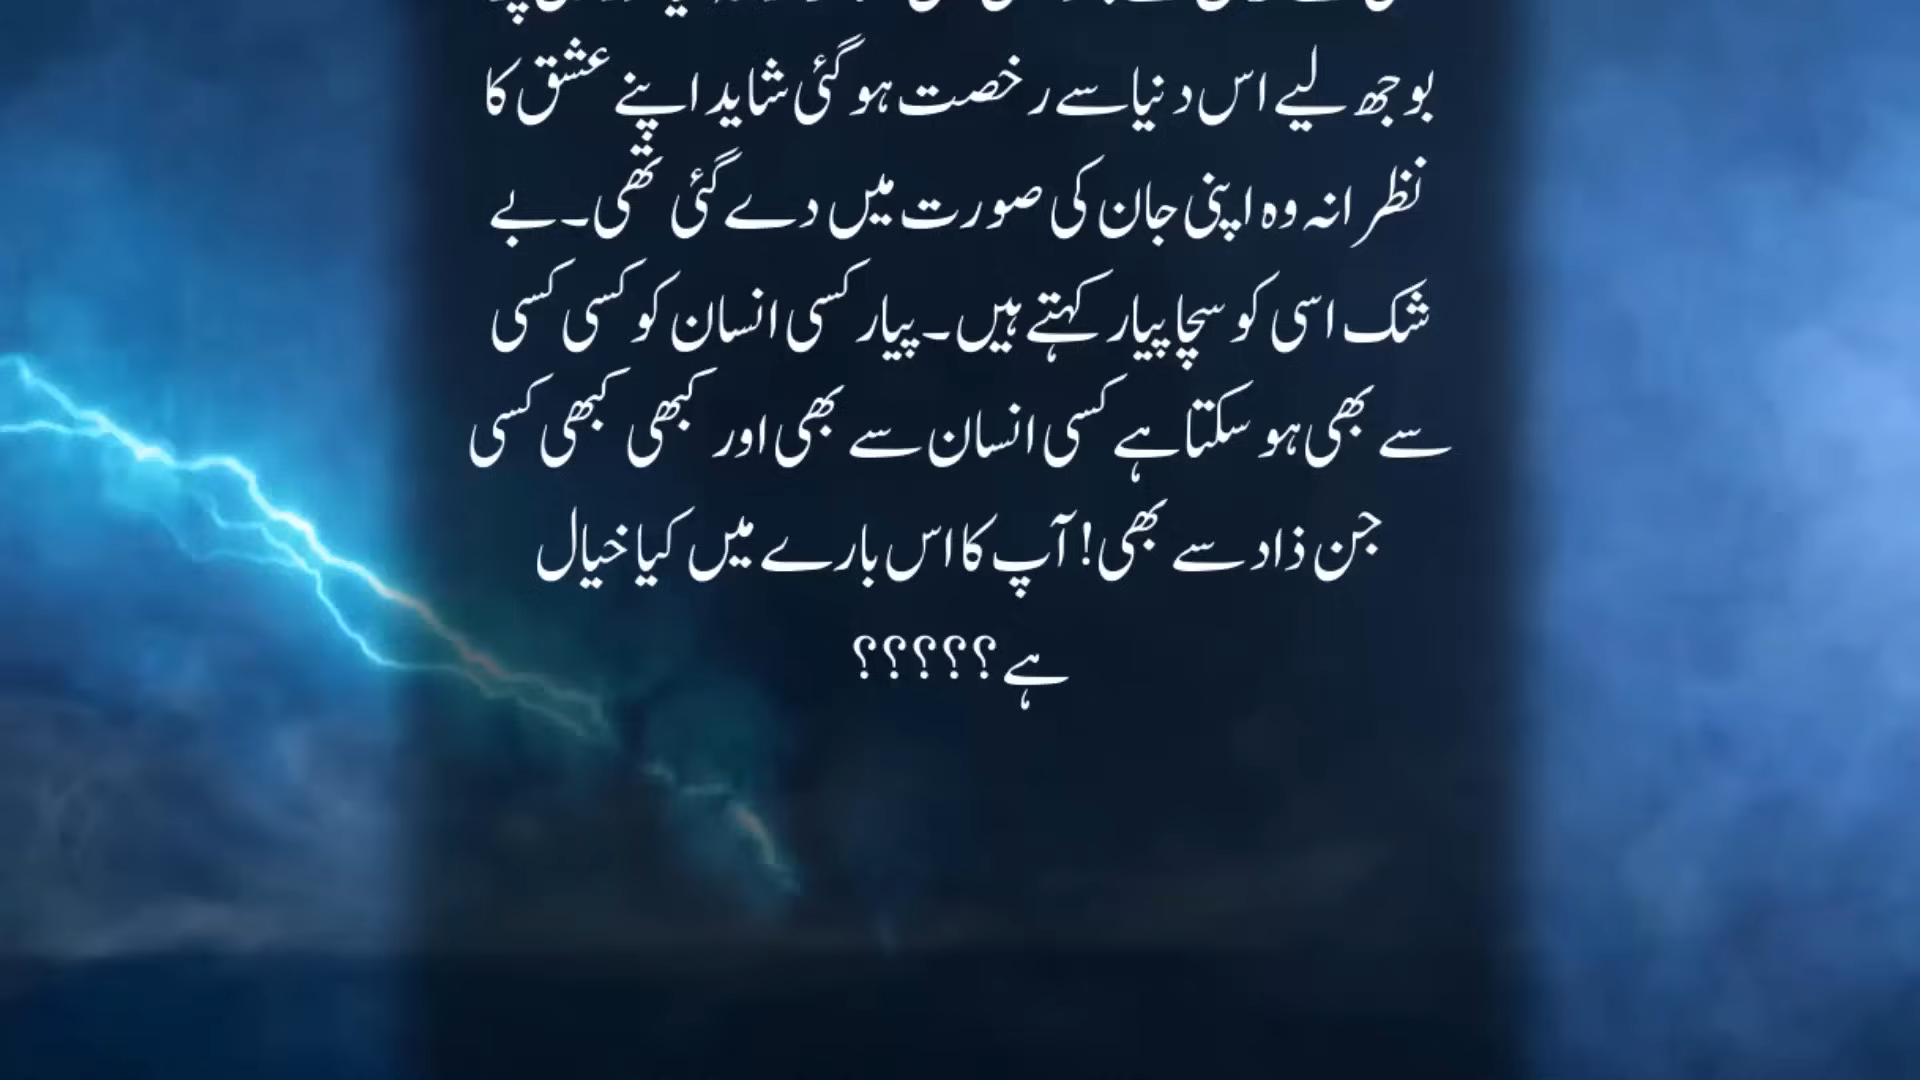 بوجھ لیے اس دنیا سے رخصت ہو گئی شاید اپنے عشق کا
نظرانہ وہ اپنی جان کی صورت میں دے گئی تھی۔ بے
شک اسی کو سچا پیار کہتے ہیں۔ پیار کسی انسان کو کسی کسی
سے بھی ہو سکتا ہے کسی انسان سے بھی اور کبھی کبھی کسی
جن ذاد سے بھی! آپ کا اس بارے میں کیا خیال
ہے ؟؟؟؟؟